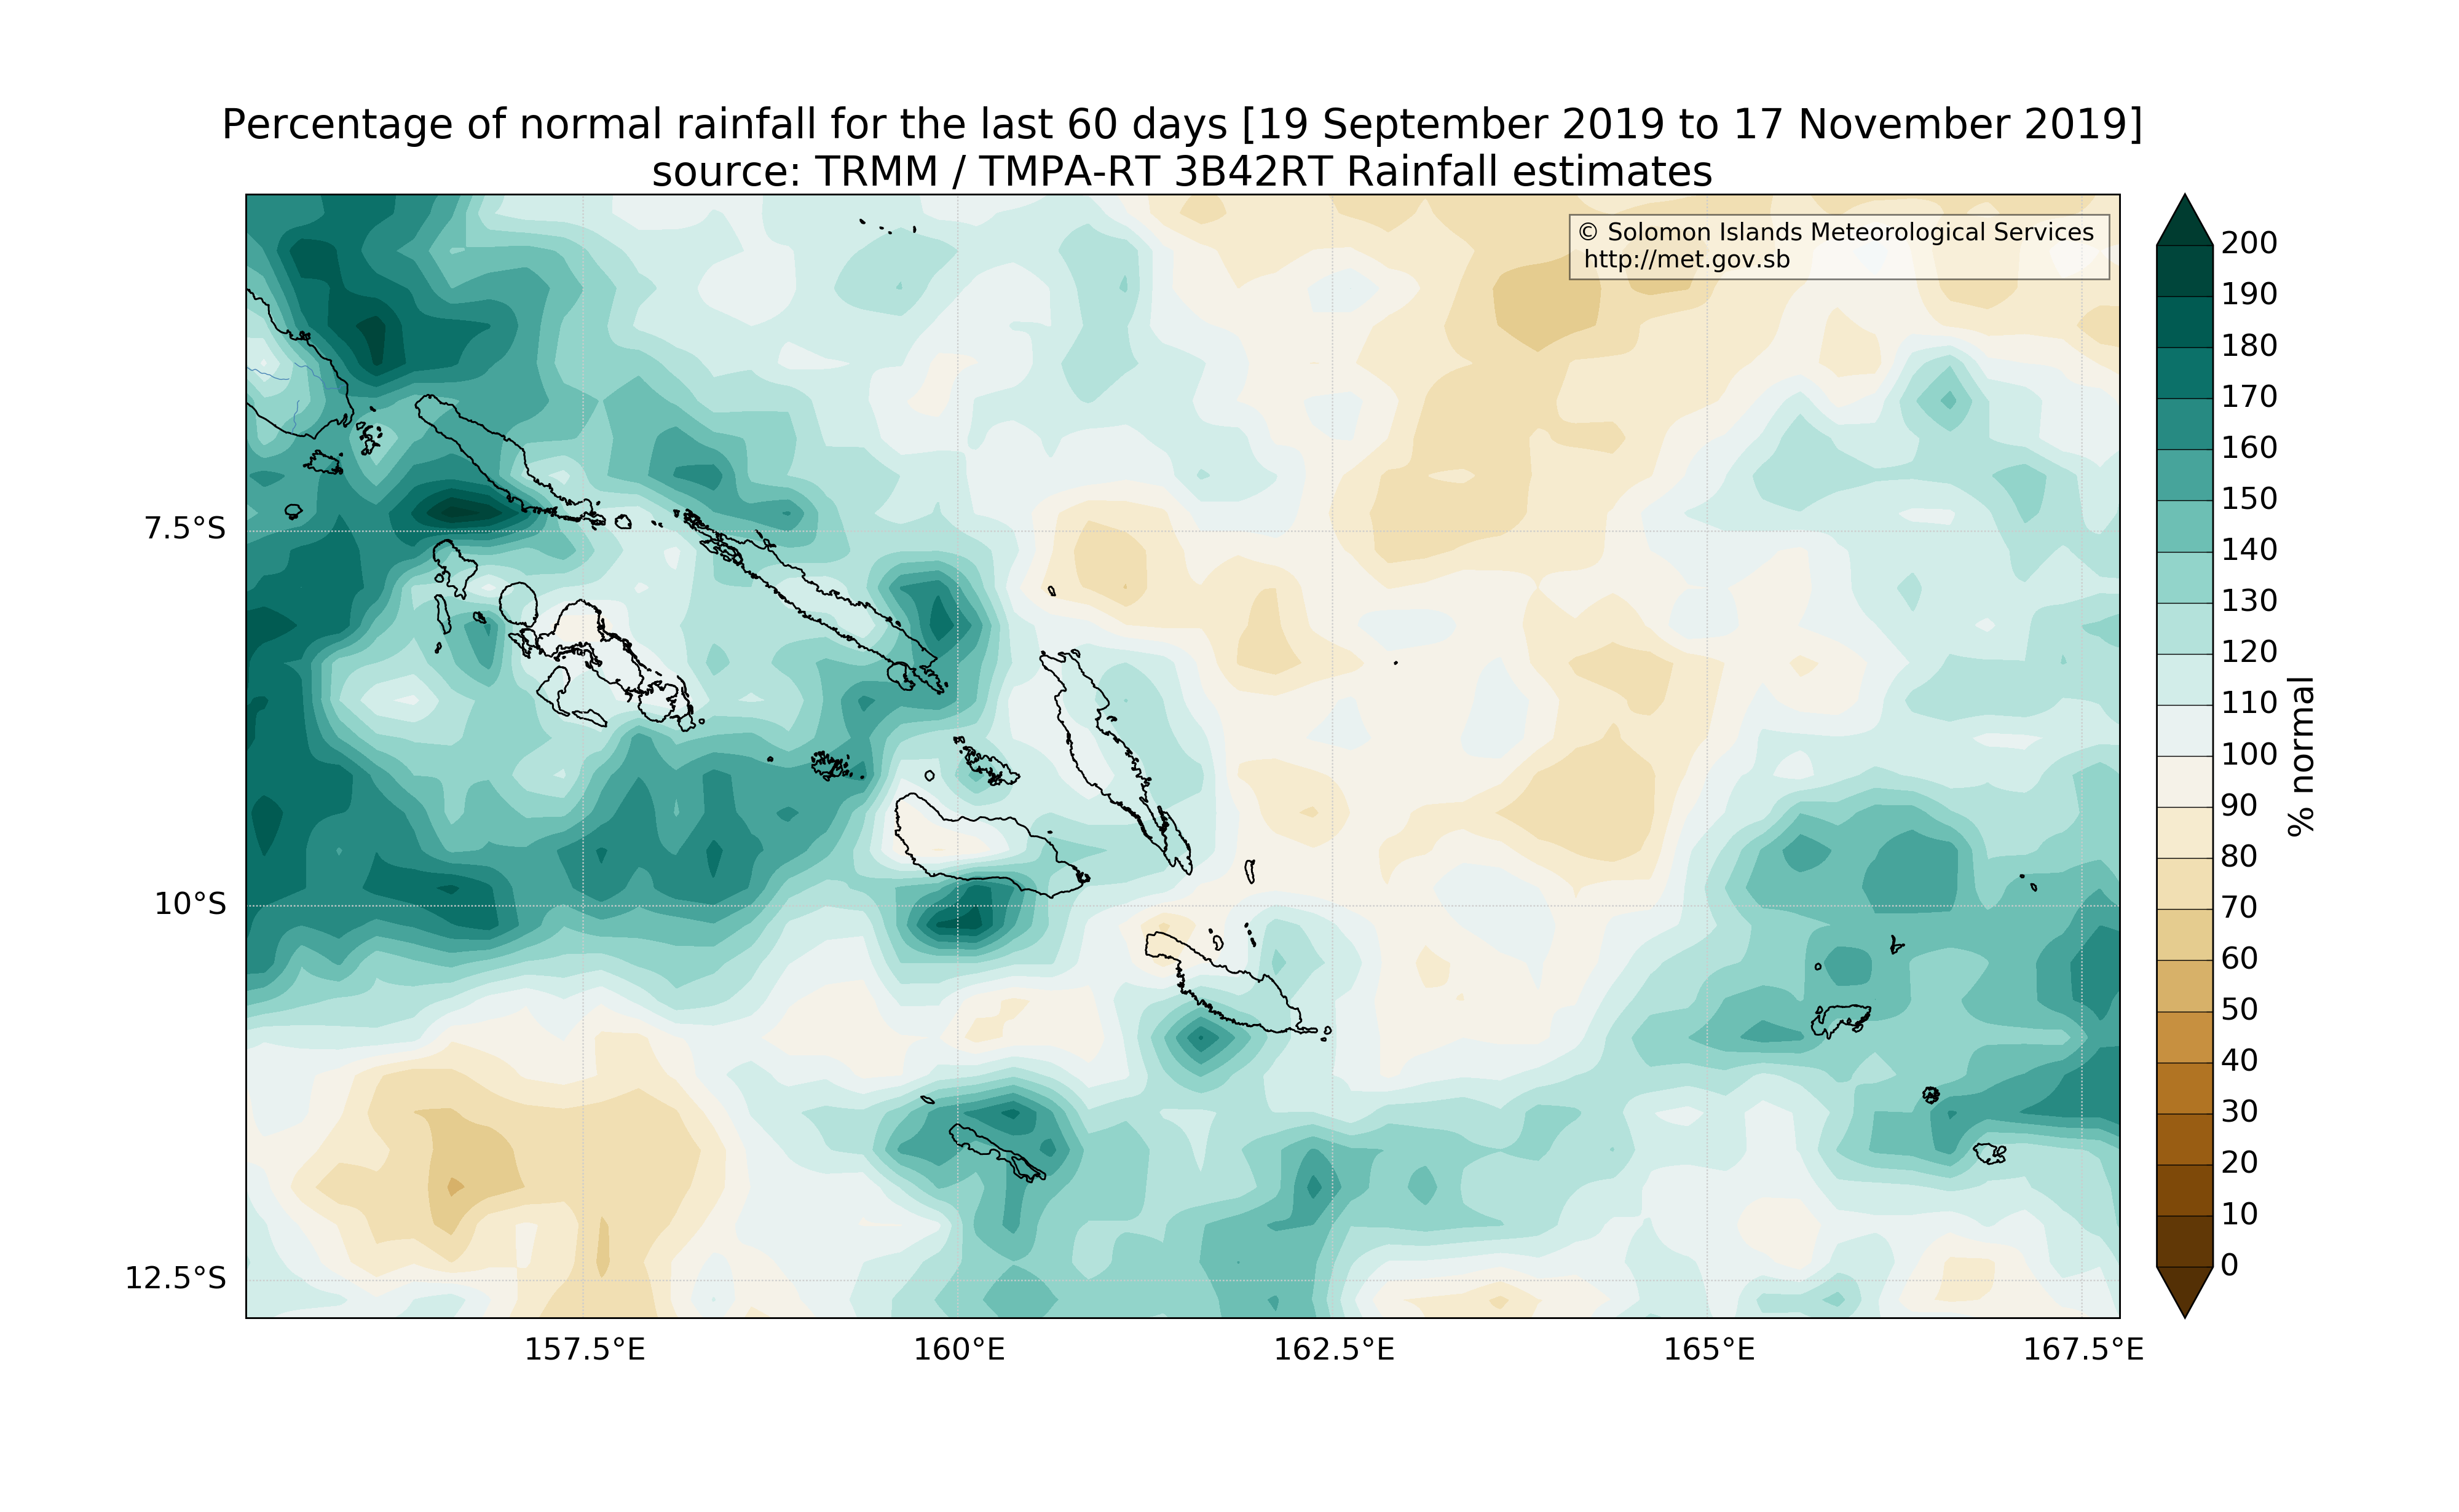 Percentage of normal rainfall for the last 60 days [19 September 2019 to 17 November 2019]
source: TRMM / TMPA-RT 3B42RT Rainfall estimates
© Solomon Islands Meteorological Services
http://met.gov.sb
7.5°S
10°S
12.5°S
157.5°E
160°E
162.5°E
165°E
167.5°E
200
190
180
170
160
150
140
130
120
110
100
90
80
70
60
50
40
30
20
10
0
% normal